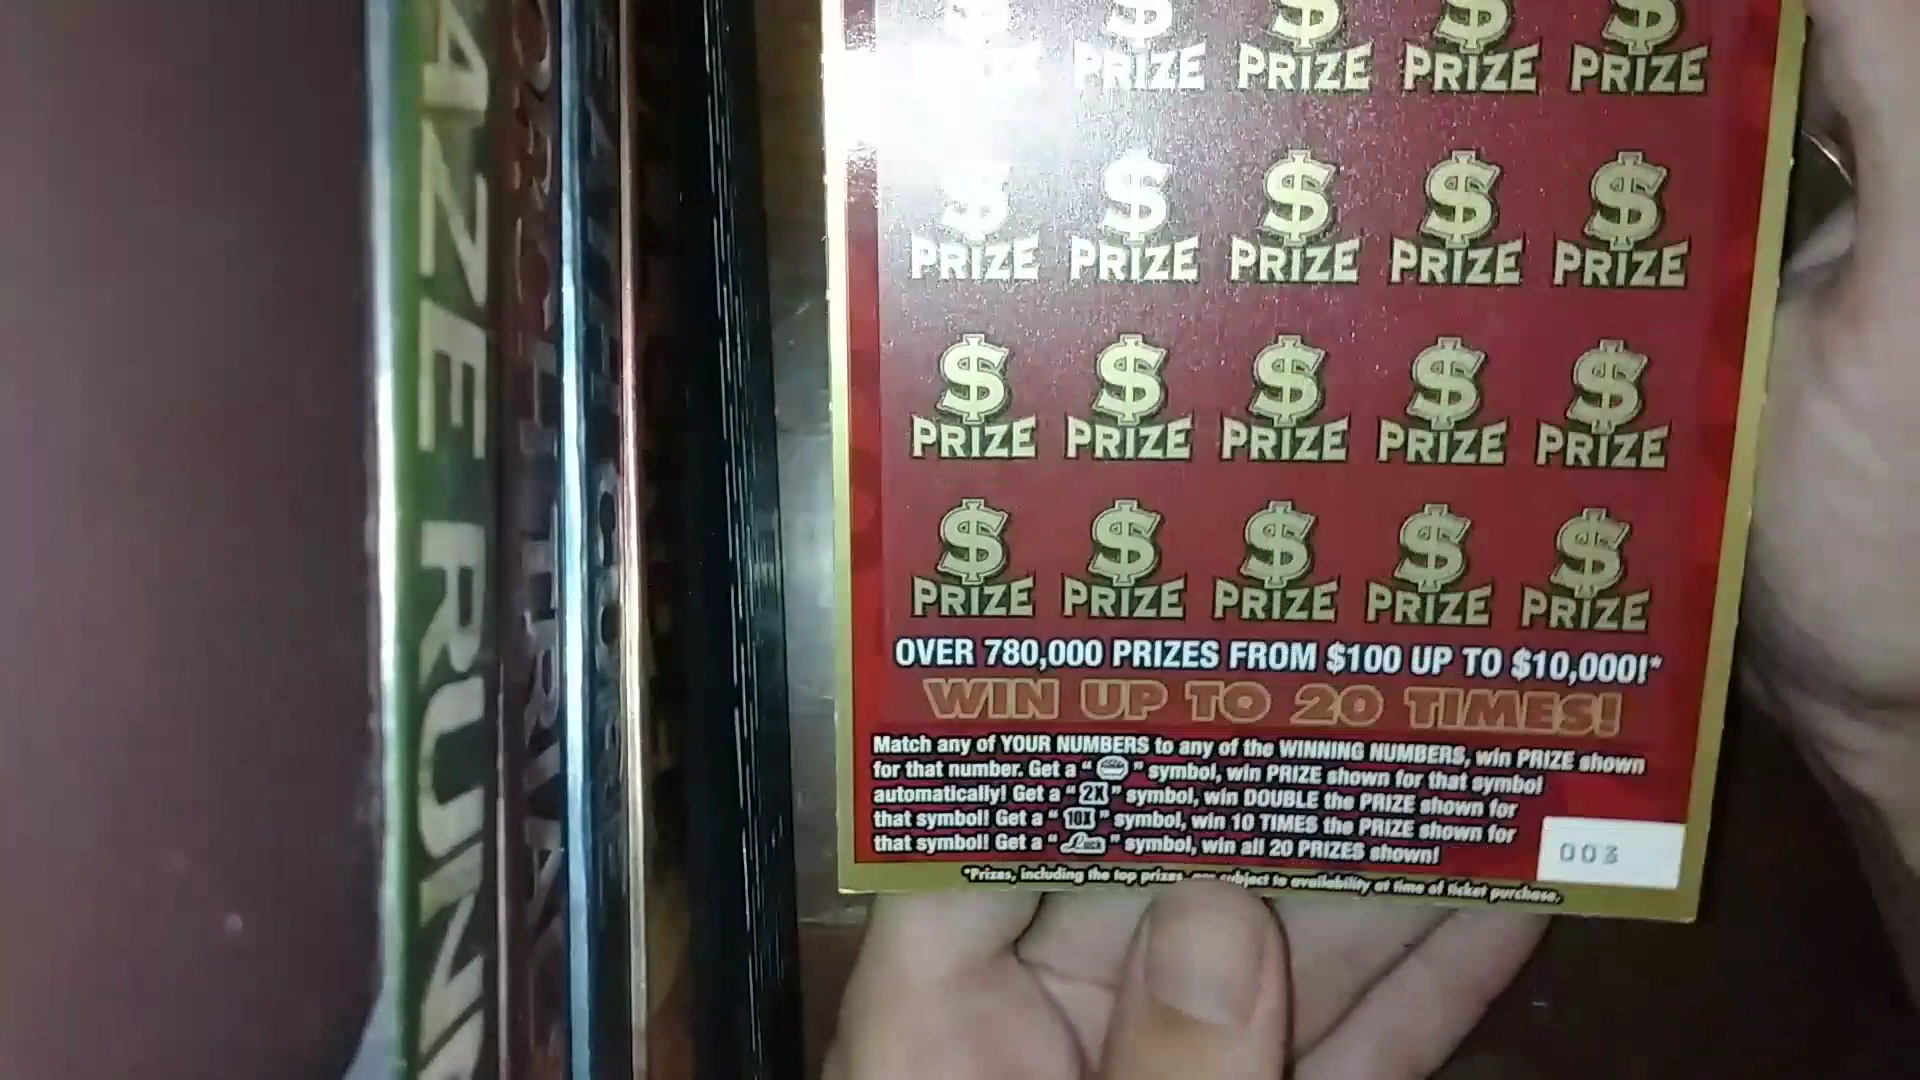 AZE RUNN
$ $ $ $ $
PRIZE PRIZE PRIZE PRIZE
$ $ $ $ $
PRIZE PRIZE PRIZE PRIZE PRIZE
$ $ $ $ $
PRIZE PRIZE PRIZE PRIZE PRIZE
$ $ $ $ $
PRIZE PRIZE PRIZE PRIZE PRIZE
OVER 780,000 PRIZES FROM $100 UP TO $10,000!*
WIN UP TO 20 TIMES!
Match any of YOUR NUMBERS to any of the WINNING NUMBERS, win PRIZE shown
for that number. Get a " " symbol, win PRIZE shown for that symbol
automatically! Get a " 2X " symbol, win DOUBLE the PRIZE shown for
that symbol! Get a " 10X " symbol, win 10 TIMES the PRIZE shown for
that symbol! Get a " " symbol, win all 20 PRIZES shown!
003
*Prizes, including the top prizes, are subject to availability at time of ticket purchase.